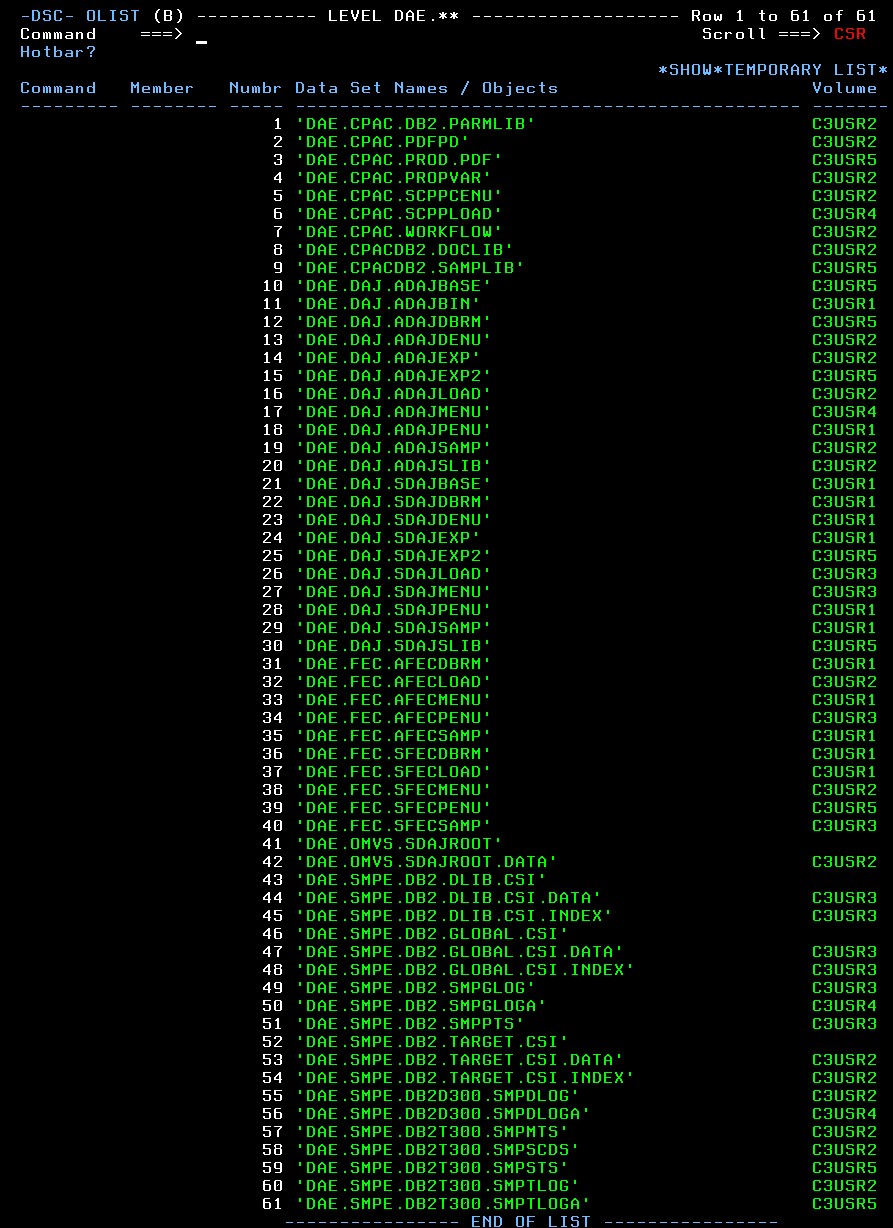 -DSC- OLIST (B) ----------- LEVEL DAE.** ------------------- Row 1 to 61 of 61
Command    ===> _                                               Scroll ===> CSR
Hotbar?
*SHOW*TEMPORARY LIST*
Command   Member   Numbr Data Set Names / Objects                       Volume
--------- -------- ----- ---------------------------------------------- -------
1 'DAE.CPAC.DB2.PARMLIB' C3USR2
2 'DAE.CPAC.PDFPD' C3USR2
3 'DAE.CPAC.PROD.PDF' C3USR5
4 'DAE.CPAC.PROPVAR' C3USR2
5 'DAE.CPAC.SCPPCENU' C3USR2
6 'DAE.CPAC.SCPPLOAD' C3USR4
7 'DAE.CPAC.WORKFLOW' C3USR2
8 'DAE.CPACDB2.DOCLIB' C3USR2
9 'DAE.CPACDB2.SAMPLIB' C3USR5
10 'DAE.DAJ.ADAJBASE' C3USR5
11 'DAE.DAJ.ADAJBIN' C3USR1
12 'DAE.DAJ.ADAJDBRM' C3USR5
13 'DAE.DAJ.ADAJDENU' C3USR2
14 'DAE.DAJ.ADAJEXP' C3USR2
15 'DAE.DAJ.ADAJEXP2' C3USR5
16 'DAE.DAJ.ADAJLOAD' C3USR2
17 'DAE.DAJ.ADAJMENU' C3USR4
18 'DAE.DAJ.ADAJPENU' C3USR1
19 'DAE.DAJ.ADAJSAMP' C3USR2
20 'DAE.DAJ.ADAJSLIB' C3USR2
21 'DAE.DAJ.SDAJBASE' C3USR1
22 'DAE.DAJ.SDAJDBRM' C3USR1
23 'DAE.DAJ.SDAJDENU' C3USR1
24 'DAE.DAJ.SDAJEXP' C3USR1
25 'DAE.DAJ.SDAJEXP2' C3USR5
26 'DAE.DAJ.SDAJLOAD' C3USR3
27 'DAE.DAJ.SDAJMENU' C3USR3
28 'DAE.DAJ.SDAJPENU' C3USR1
29 'DAE.DAJ.SDAJSAMP' C3USR1
30 'DAE.DAJ.SDAJSLIB' C3USR5
31 'DAE.FEC.AFECDBRM' C3USR1
32 'DAE.FEC.AFECLOAD' C3USR2
33 'DAE.FEC.AFECMENU' C3USR1
34 'DAE.FEC.AFECPENU' C3USR3
35 'DAE.FEC.AFECSAMP' C3USR1
36 'DAE.FEC.SFECDBRM' C3USR1
37 'DAE.FEC.SFECLOAD' C3USR1
38 'DAE.FEC.SFECMENU' C3USR2
39 'DAE.FEC.SFECPENU' C3USR5
40 'DAE.FEC.SFECSAMP' C3USR3
41 'DAE.OMVS.SDAJROOT'
42 'DAE.OMVS.SDAJROOT.DATA' C3USR2
43 'DAE.SMPE.DB2.DLIB.CSI'
44 'DAE.SMPE.DB2.DLIB.CSI.DATA' C3USR3
45 'DAE.SMPE.DB2.DLIB.CSI.INDEX' C3USR3
46 'DAE.SMPE.DB2.GLOBAL.CSI'
47 'DAE.SMPE.DB2.GLOBAL.CSI.DATA' C3USR3
48 'DAE.SMPE.DB2.GLOBAL.CSI.INDEX' C3USR3
49 'DAE.SMPE.DB2.SMPGLOG' C3USR3
50 'DAE.SMPE.DB2.SMPGLOGA' C3USR4
51 'DAE.SMPE.DB2.SMPPTS' C3USR3
52 'DAE.SMPE.DB2.TARGET.CSI'
53 'DAE.SMPE.DB2.TARGET.CSI.DATA' C3USR2
54 'DAE.SMPE.DB2.TARGET.CSI.INDEX' C3USR2
55 'DAE.SMPE.DB2D300.SMPDLOG' C3USR2
56 'DAE.SMPE.DB2D300.SMPDLOGA' C3USR4
57 'DAE.SMPE.DB2T300.SMPMTS' C3USR2
58 'DAE.SMPE.DB2T300.SMPSCDS' C3USR2
59 'DAE.SMPE.DB2T300.SMPSTS' C3USR5
60 'DAE.SMPE.DB2T300.SMPTLOG' C3USR2
61 'DAE.SMPE.DB2T300.SMPTLOGA' C3USR5
---------------- END OF LIST ----------------